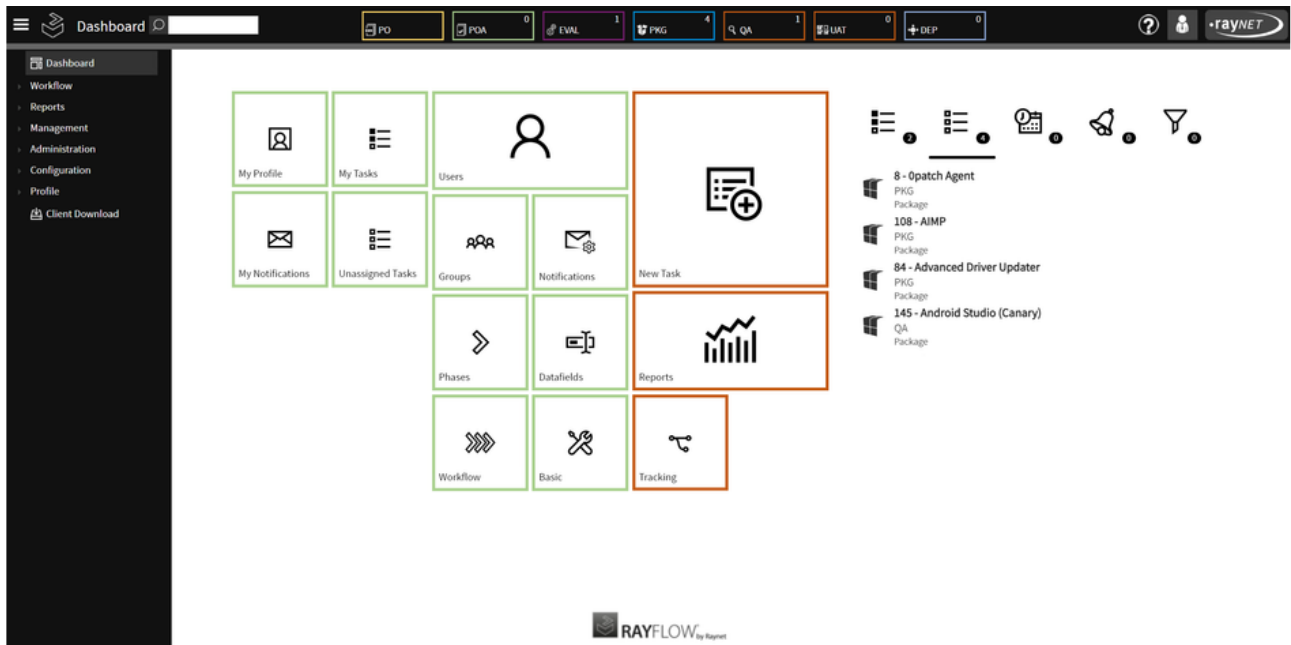 Dashboard
PO
POA 0
EVAL 1
PKG 4
QA 1
UAT 0
DEP 0
rayNET
Dashboard
Workflow
Reports
Management
Administration
Configuration
Profile
Client Download
My Profile
My Tasks
Users
New Task
My Notifications
Unassigned Tasks
Groups
Notifications
Phases
Datafields
Reports
Workflow
Basic
Tracking
2
4
0
0
0
8 - 0patch Agent
PKG
Package
108 - AIMP
PKG
Package
84 - Advanced Driver Updater
PKG
Package
145 - Android Studio (Canary)
QA
Package
RAYFLOW by Raynet